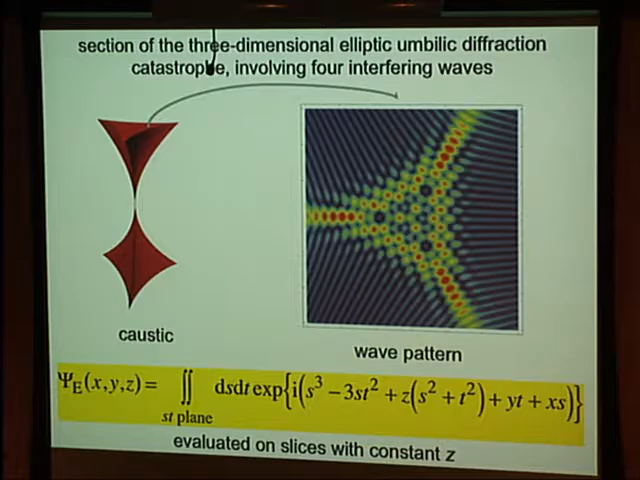 section of the three-dimensional elliptic umbilic diffraction
catastrophe, involving four interfering waves
caustic
wave pattern
Ψ_E(x,y,z)= ∬ dsdt exp{i(s³ − 3st² + z(s² + t²) + yt + xs)}
st plane
evaluated on slices with constant z